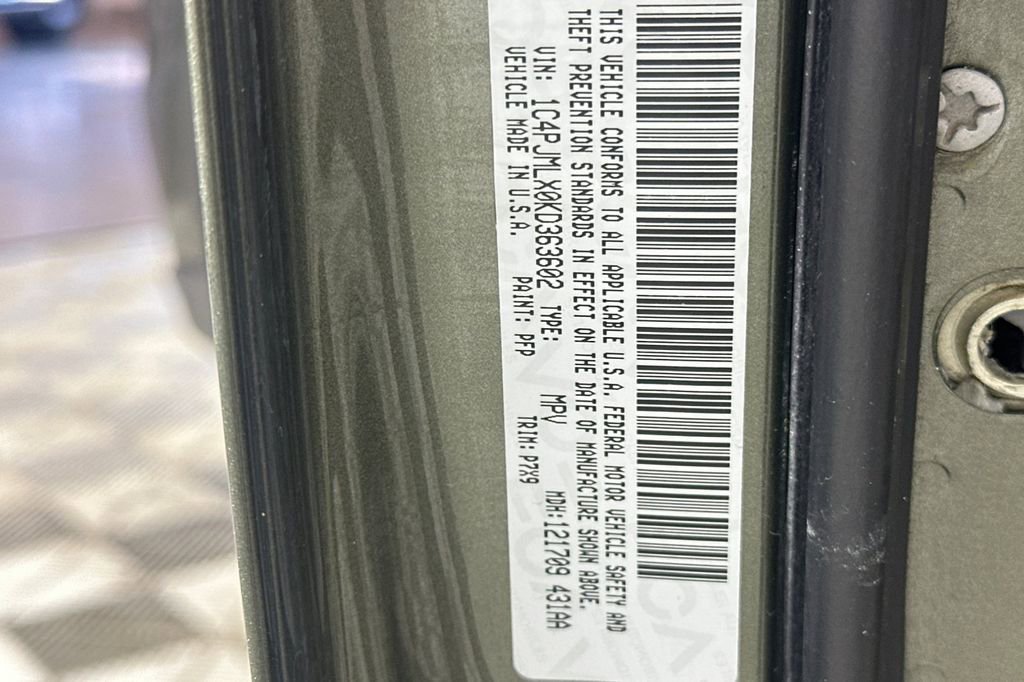 THIS VEHICLE CONFORMS TO ALL APPLICABLE U.S.A. FEDERAL MOTOR VEHICLE SAFETY AND
THEFT PREVENTION STANDARDS IN EFFECT ON THE DATE OF MANUFACTURE SHOWN ABOVE.
VIN: 1C4PJMLX0KD363602 TYPE: MPV MDH:121709 431AA
VEHICLE MADE IN U.S.A. PAINT: PFP TRIM: P7X9